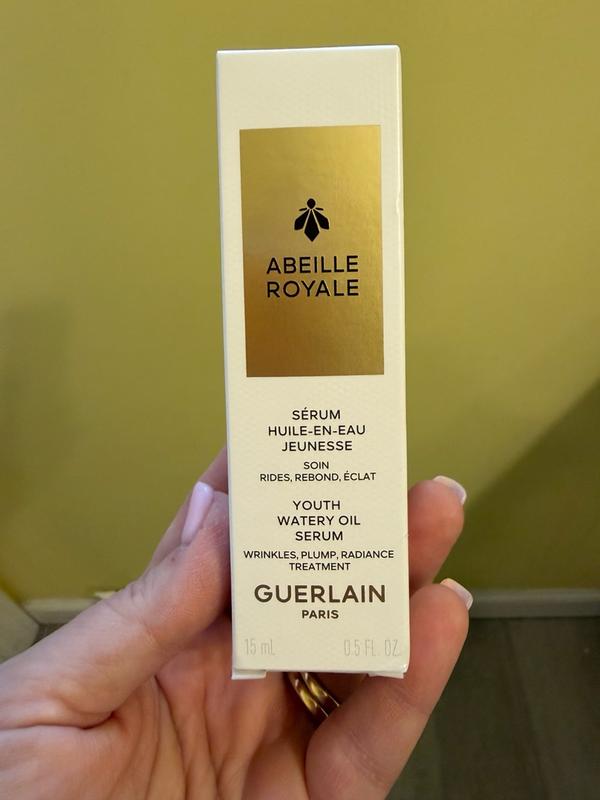 ABEILLE
ROYALE
SÉRUM
HUILE-EN-EAU
JEUNESSE
SOIN
RIDES, REBOND, ÉCLAT
YOUTH
WATERY OIL
SERUM
WRINKLES, PLUMP, RADIANCE
TREATMENT
GUERLAIN
PARIS
15 mL 0.5 FL. OZ.